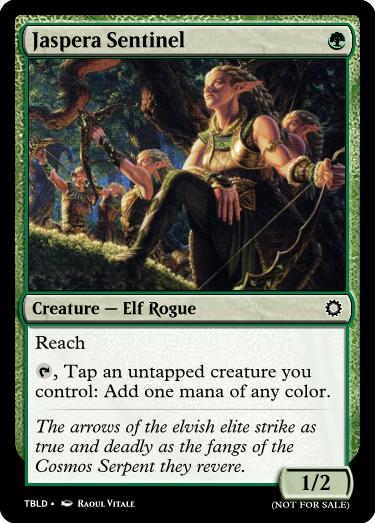 Jaspera Sentinel
Creature — Elf Rogue
Reach
, Tap an untapped creature you
control: Add one mana of any color.
The arrows of the elvish elite strike as
true and deadly as the fangs of the
Cosmos Serpent they revere.
1/2
TBLD • Raoul Vitale
(NOT FOR SALE)